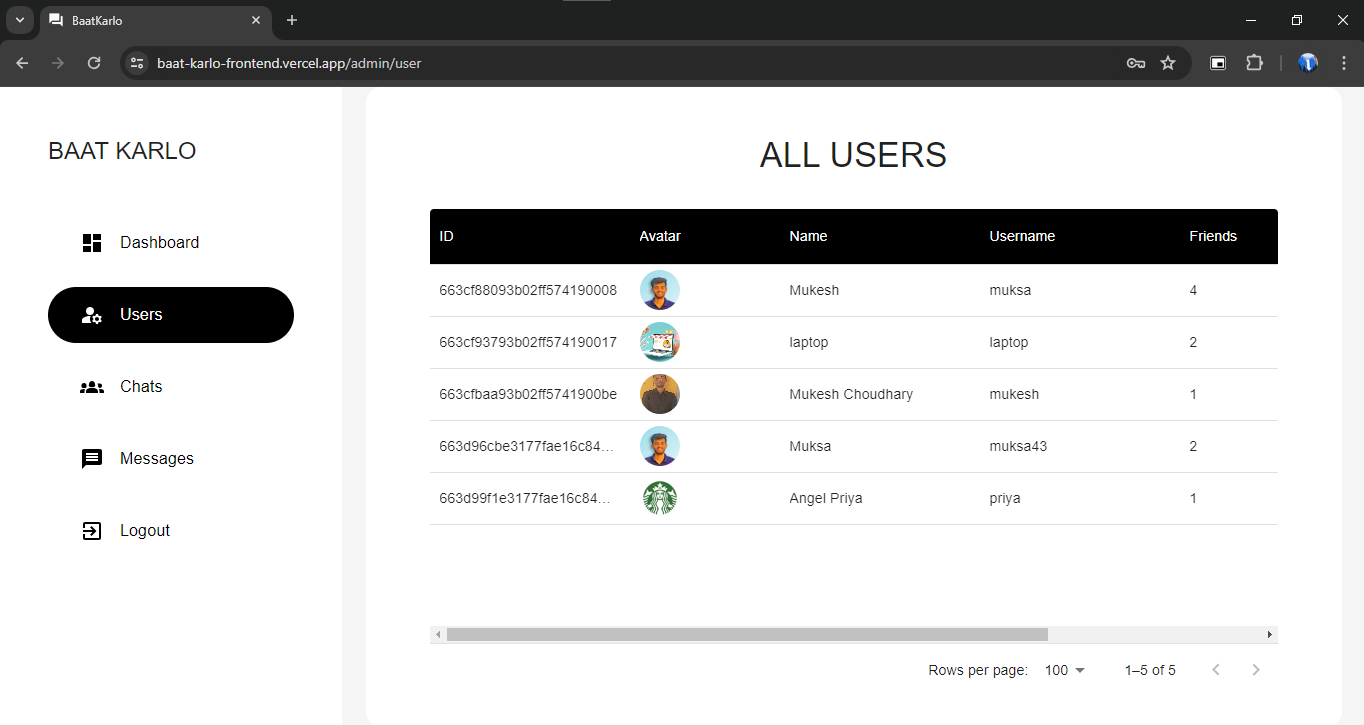 BaatKarlo
baat-karlo-frontend.vercel.app/admin/user
BAAT KARLO
Dashboard
Users
Chats
Messages
Logout
ALL USERS
ID Avatar Name Username Friends
663cf88093b02ff574190008 Mukesh muksa 4
663cf93793b02ff574190017 laptop laptop 2
663cfbaa93b02ff5741900be Mukesh Choudhary mukesh 1
663d96cbe3177fae16c84... Muksa muksa43 2
663d99f1e3177fae16c84... Angel Priya priya 1
Rows per page: 100 1–5 of 5